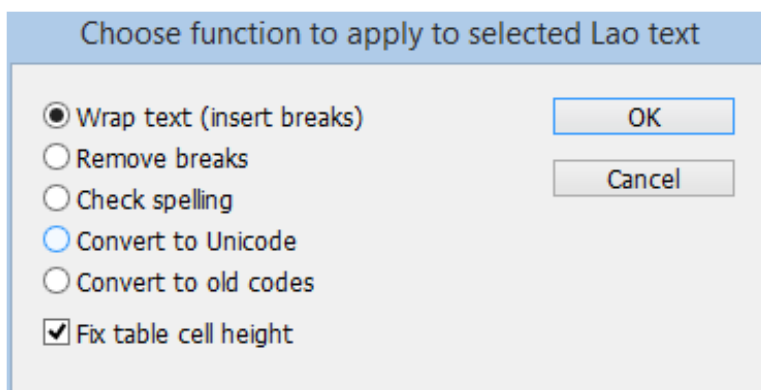 Choose function to apply to selected Lao text
Wrap text (insert breaks)
OK
Remove breaks
Cancel
Check spelling
Convert to Unicode
Convert to old codes
Fix table cell height